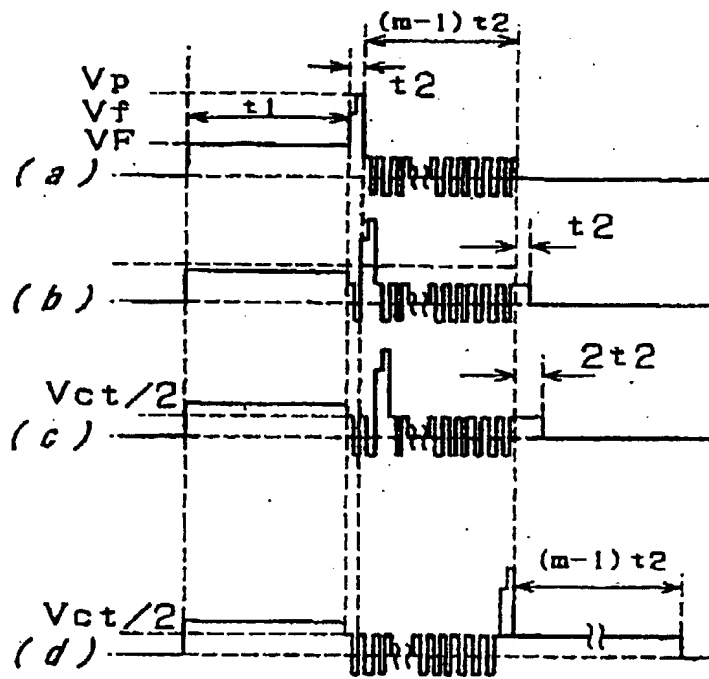 (m-1) t2
Vp
t2
Vf
t1
VF
(a)
t2
(b)
2t2
Vct/2
(c)
(m-1) t2
Vct/2
(d)